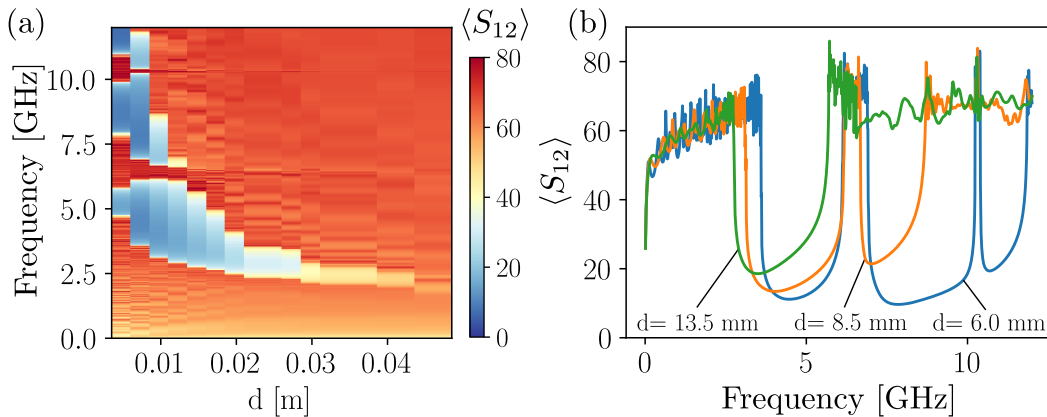 (a)
⟨S12⟩
(b)
10.0
7.5
5.0
2.5
0.0
Frequency [GHz]
0.01
0.02
0.03
0.04
d [m]
80
60
40
20
0
80
60
40
20
0
⟨S12⟩
d= 13.5 mm
d= 8.5 mm
d= 6.0 mm
0
5
10
Frequency [GHz]